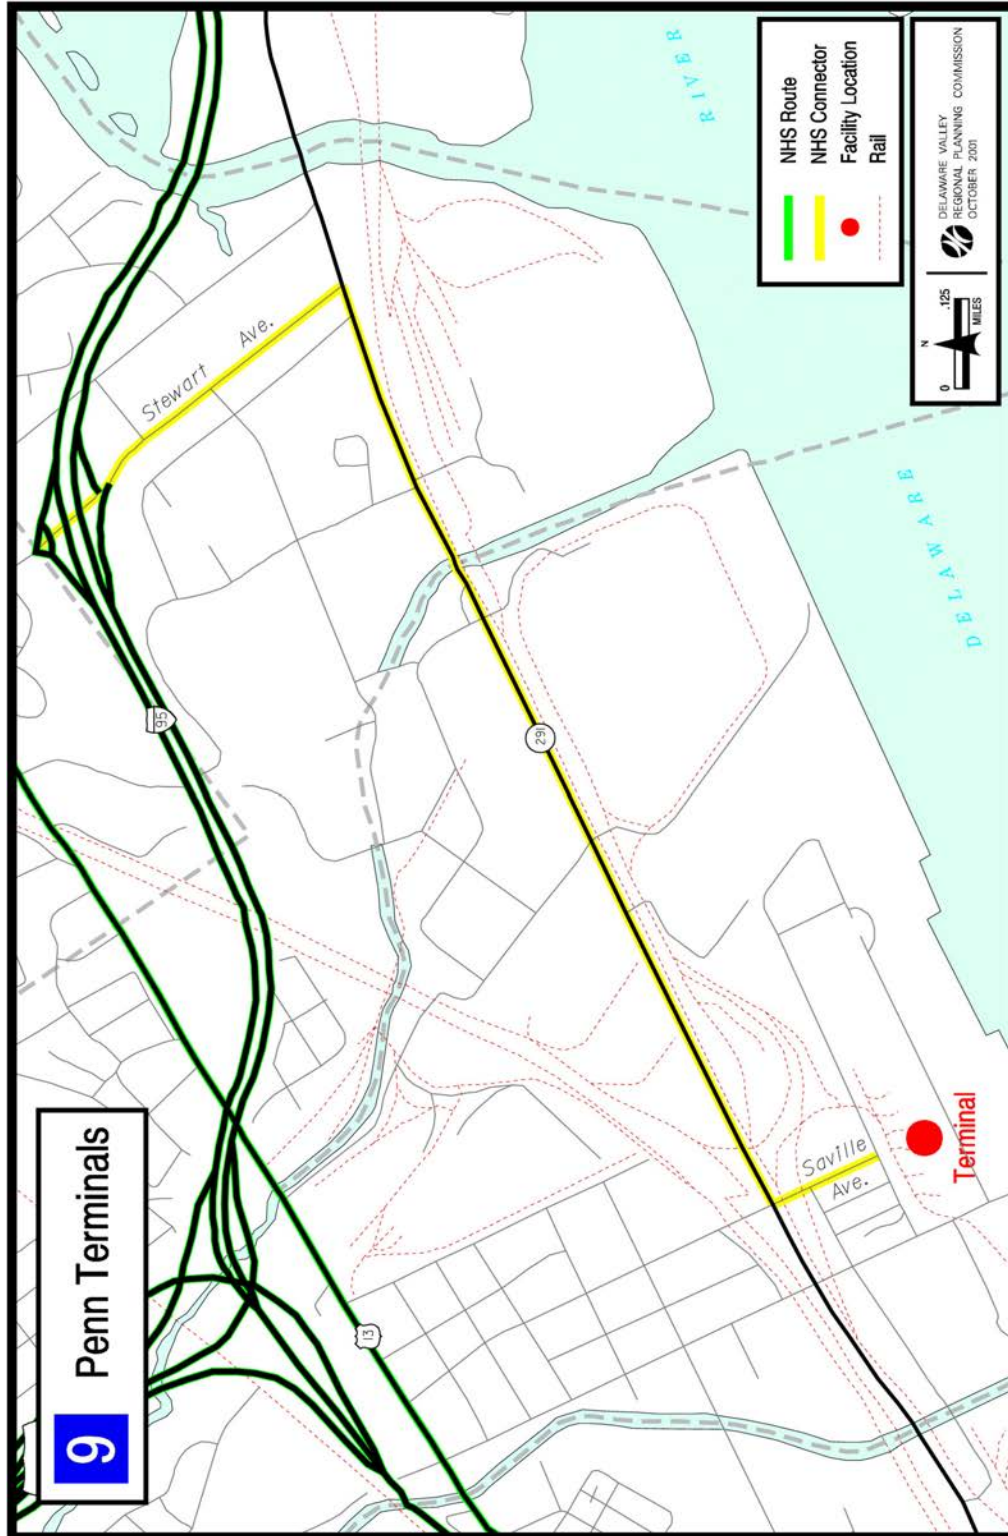 9
Penn Terminals
95
13
291
Stewart Ave.
Saville
Ave.
Terminal
DELAWARE
RIVER
NHS Route
NHS Connector
Facility Location
Rail
N
0 .125
MILES
DELAWARE VALLEY
REGIONAL PLANNING COMMISSION
OCTOBER 2001